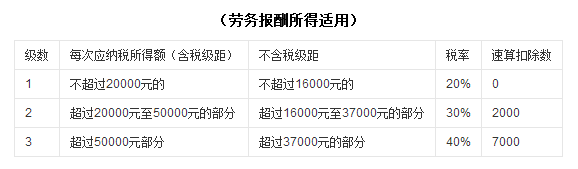 （劳务报酬所得适用）
级数 每次应纳税所得额（含税级距） 不含税级距 税率 速算扣除数
1 不超过20000元的 不超过16000元的 20% 0
2 超过20000元至50000元的部分 超过16000元至37000元的部分 30% 2000
3 超过50000元部分 超过37000元的部分 40% 7000